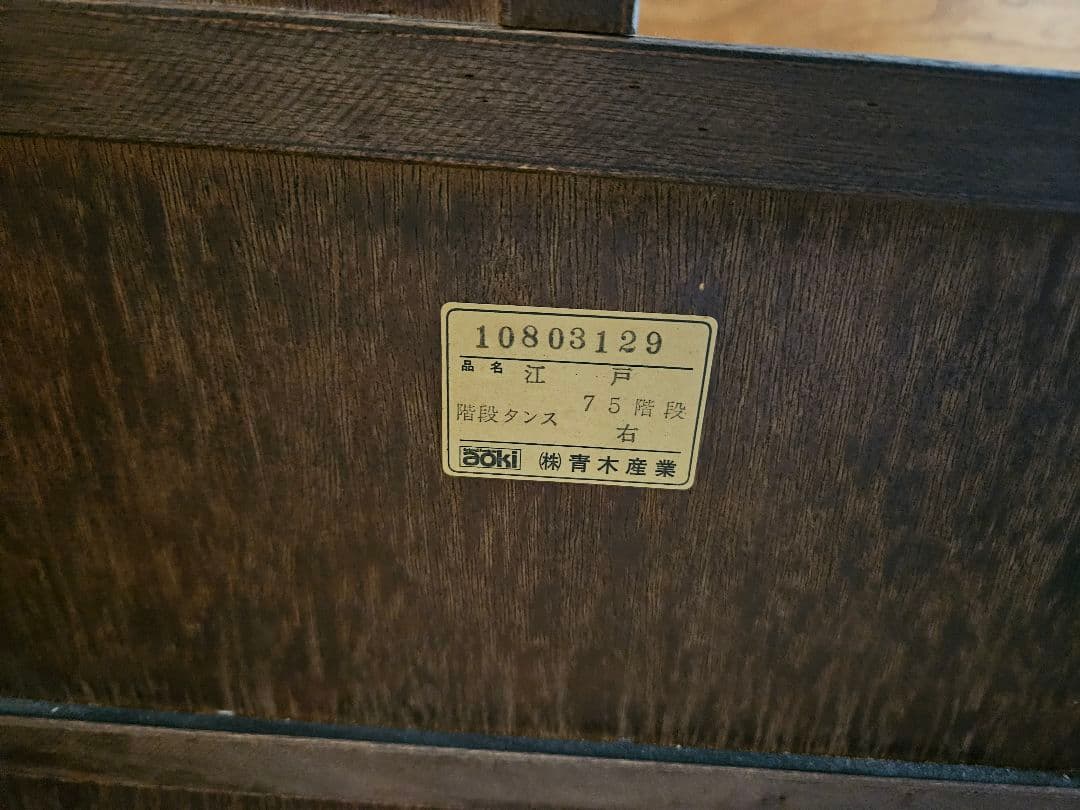 10803129
品名 江戸
75階段
階段タンス
右
aoki ㈱青木産業